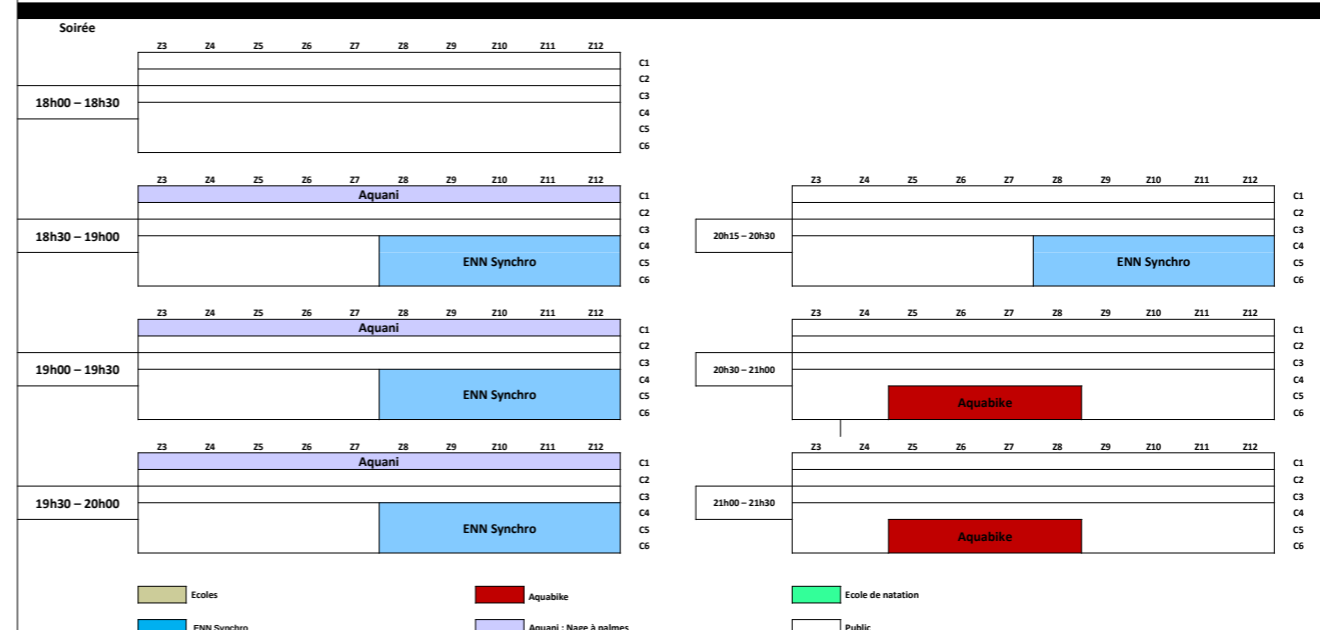 Soirée
Z3 Z4 Z5 Z6 Z7 Z8 Z9 Z10 Z11 Z12
C1
C2
18h00 – 18h30
C3
C4
C5
C6
Z3 Z4 Z5 Z6 Z7 Z8 Z9 Z10 Z11 Z12
Aquani
C1
C2
18h30 – 19h00
C3
C4
ENN Synchro
C5
C6
Z3 Z4 Z5 Z6 Z7 Z8 Z9 Z10 Z11 Z12
Aquani
C1
C2
19h00 – 19h30
C3
C4
ENN Synchro
C5
C6
Z3 Z4 Z5 Z6 Z7 Z8 Z9 Z10 Z11 Z12
Aquani
C1
C2
19h30 – 20h00
C3
C4
ENN Synchro
C5
C6
Z3 Z4 Z5 Z6 Z7 Z8 Z9 Z10 Z11 Z12
C1
C2
20h15 – 20h30
C3
C4
ENN Synchro
C5
C6
Z3 Z4 Z5 Z6 Z7 Z8 Z9 Z10 Z11 Z12
C1
C2
20h30 – 21h00
C3
C4
Aquabike
C5
C6
Z3 Z4 Z5 Z6 Z7 Z8 Z9 Z10 Z11 Z12
C1
C2
21h00 – 21h30
C3
C4
Aquabike
C5
C6
Ecoles
Aquabike
Ecole de natation
ENN Synchro
Aquani : Nage à palmes
Public